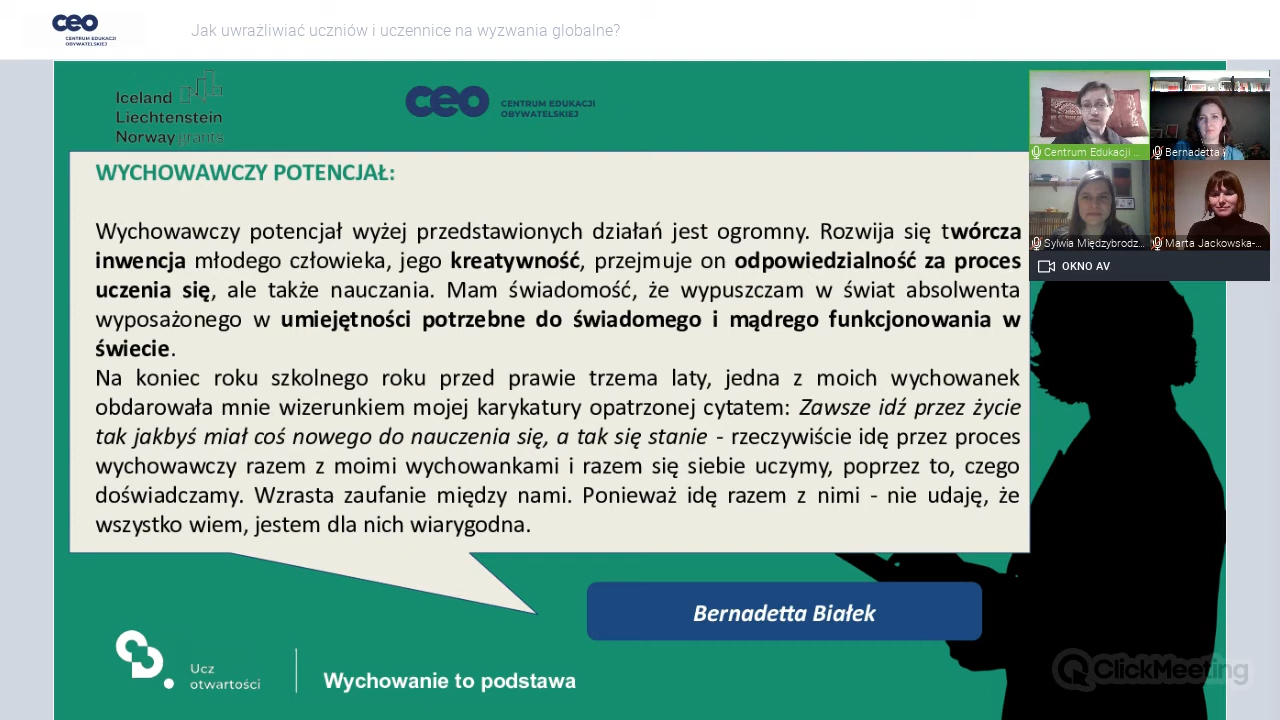 ceo
CENTRUM EDUKACJI
OBYWATELSKIEJ
Jak uwrażliwiać uczniów i uczennice na wyzwania globalne?
Iceland
Liechtenstein
Norway grants
ceo
CENTRUM EDUKACJI
OBYWATELSKIEJ
Centrum Edukacji ...
Bernadetta
Sylwia Międzybrodz...
Marta Jackowska-...
OKNO AV
WYCHOWAWCZY POTENCJAŁ:
Wychowawczy potencjał wyżej przedstawionych działań jest ogromny. Rozwija się twórcza
inwencja młodego człowieka, jego kreatywność, przejmuje on odpowiedzialność za proces
uczenia się, ale także nauczania. Mam świadomość, że wypuszczam w świat absolwenta
wyposażonego w umiejętności potrzebne do świadomego i mądrego funkcjonowania w
świecie.
Na koniec roku szkolnego roku przed prawie trzema laty, jedna z moich wychowanek
obdarowała mnie wizerunkiem mojej karykatury opatrzonej cytatem: Zawsze idź przez życie
tak jakbyś miał coś nowego do nauczenia się, a tak się stanie - rzeczywiście idę przez proces
wychowawczy razem z moimi wychowankami i razem się siebie uczymy, poprzez to, czego
doświadczamy. Wzrasta zaufanie między nami. Ponieważ idę razem z nimi - nie udaję, że
wszystko wiem, jestem dla nich wiarygodna.
Bernadetta Białek
Ucz
otwartości
Wychowanie to podstawa
ClickMeeting